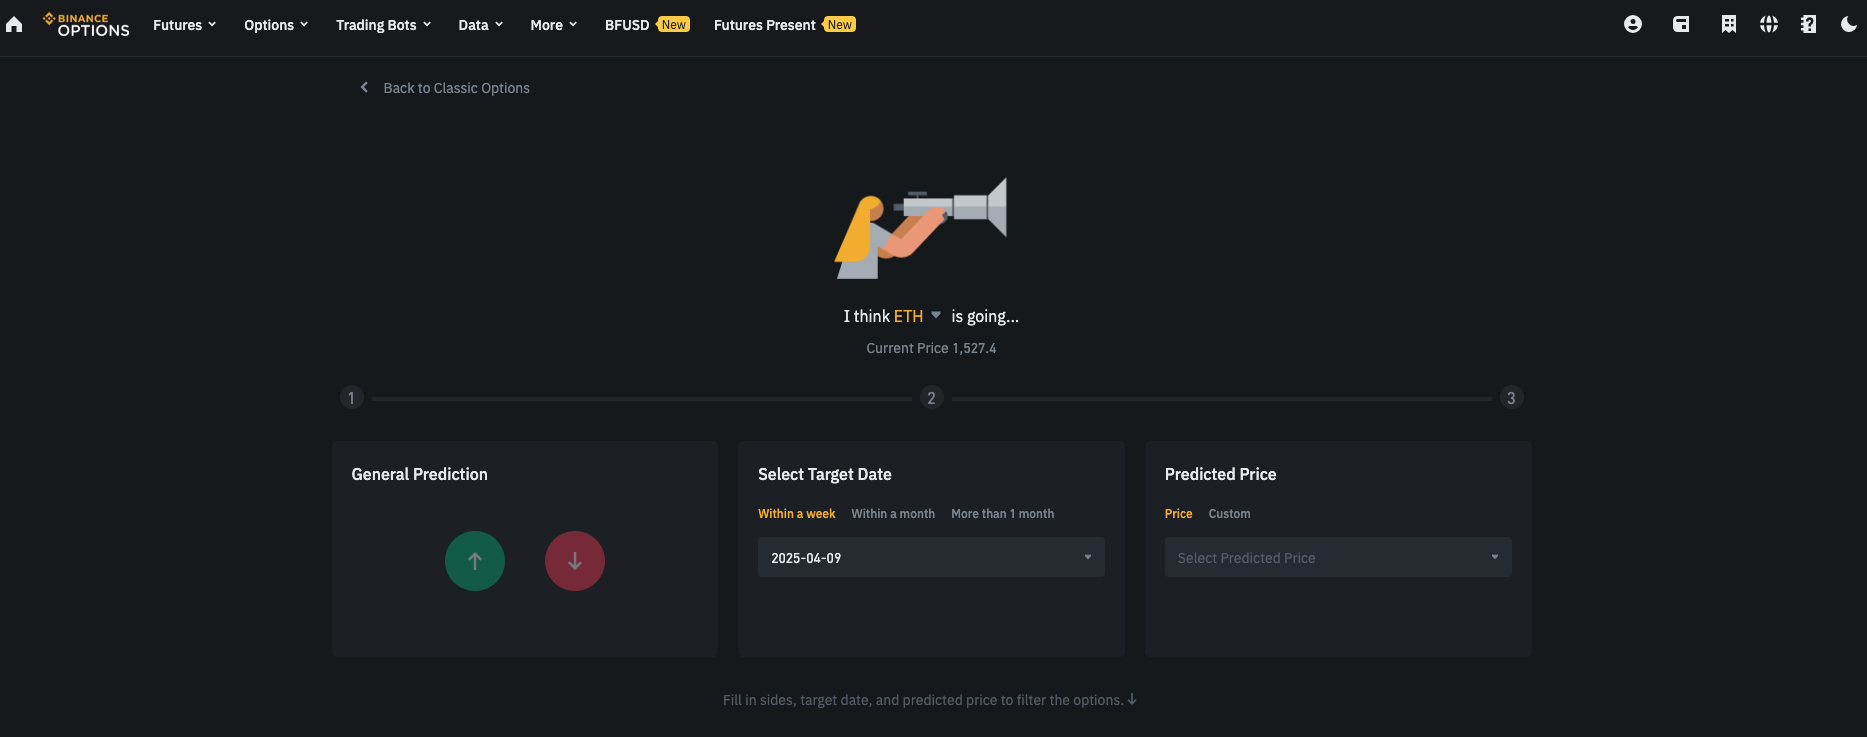 BINANCE
OPTIONS
Futures Options Trading Bots Data More BFUSD New Futures Present New
Back to Classic Options
I think ETH is going...
Current Price 1,527.4
1 2 3
General Prediction
Select Target Date
Within a week Within a month More than 1 month
2025-04-09
Predicted Price
Price Custom
Select Predicted Price
Fill in sides, target date, and predicted price to filter the options.